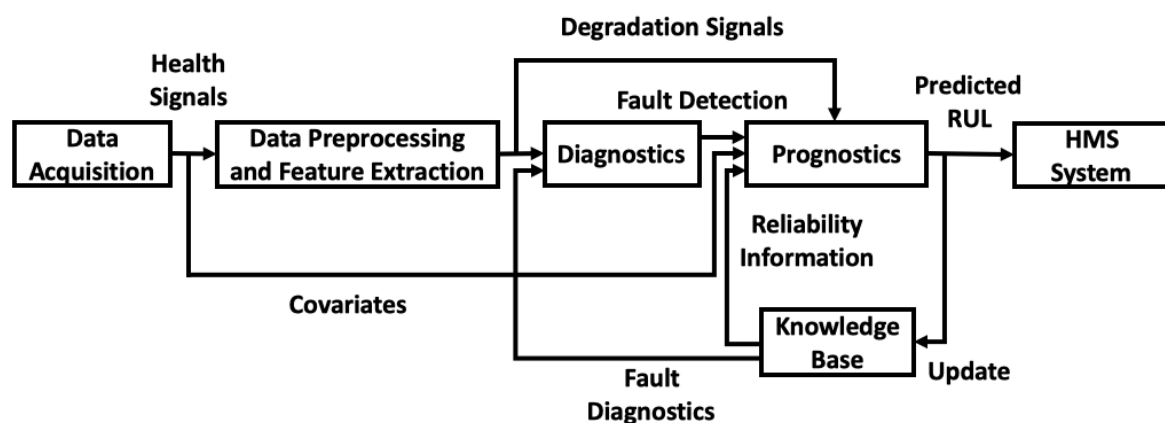 Degradation Signals
Health
Signals
Fault Detection
Predicted
RUL
Data
Acquisition
Data Preprocessing
and Feature Extraction
Diagnostics
Prognostics
HMS
System
Reliability
Information
Covariates
Knowledge
Base
Update
Fault
Diagnostics